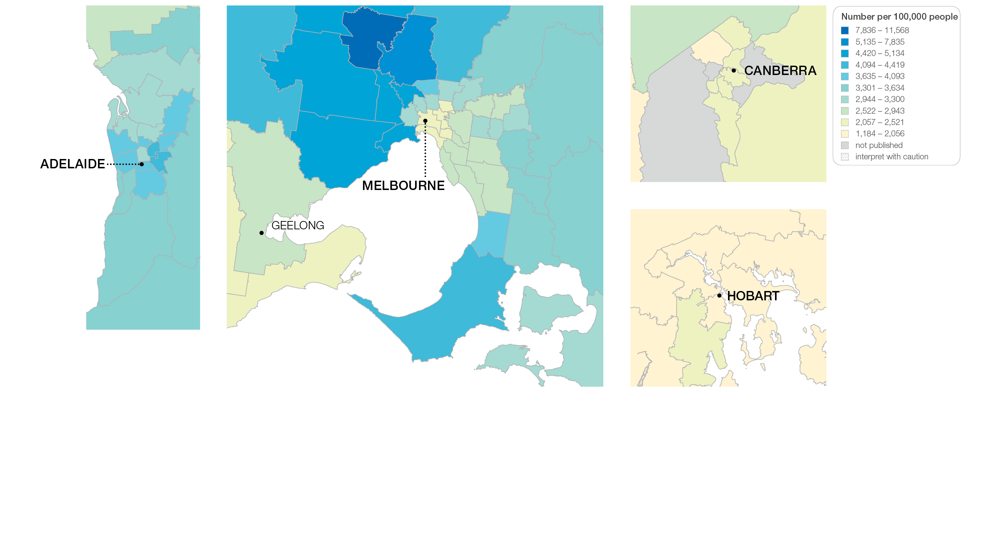 CANBERRA
Number per 100,000 people
7,836 – 11,568
5,135 – 7,835
4,420 – 5,134
4,094 – 4,419
3,635 – 4,093
3,301 – 3,634
2,944 – 3,300
2,522 – 2,943
2,057 – 2,521
1,184 – 2,056
not published
interpret with caution
ADELAIDE
MELBOURNE
GEELONG
HOBART